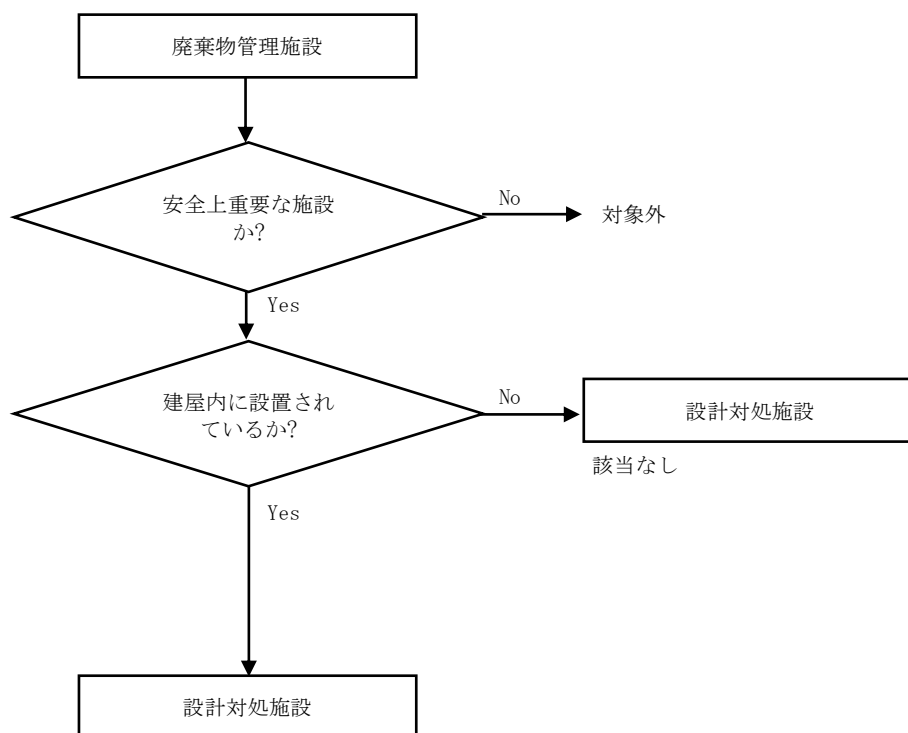 廃棄物管理施設
安全上重要な施設
か?
No
対象外
Yes
建屋内に設置され
ているか?
No
設計対処施設
該当なし
Yes
設計対処施設